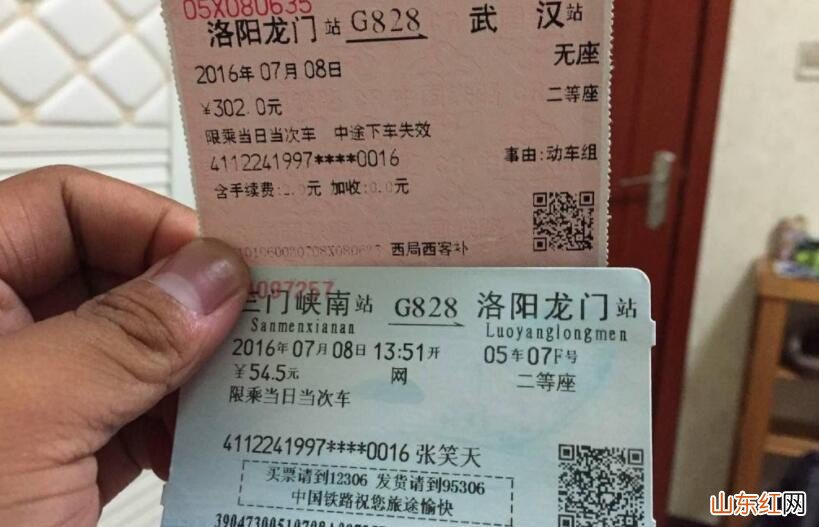 05X080635
洛阳龙门 站 G828 武 汉 站
2016年07月08日 无座
￥302.0元 二等座
限乘当日当次车 中途下车失效
4112241997****0016 事由:动车组
含手续费:2.0元 加收:0.0元
西局西客补
097257
三门峡南 站 G828 洛阳龙门 站
Sanmenxianan Luoyanglongmen
2016年07月08日 13:51开 05车07F号
￥54.5元 网 二等座
限乘当日当次车
4112241997****0016 张笑天
买票请到12306 发货请到95306
中国铁路祝您旅途愉快
山东红网